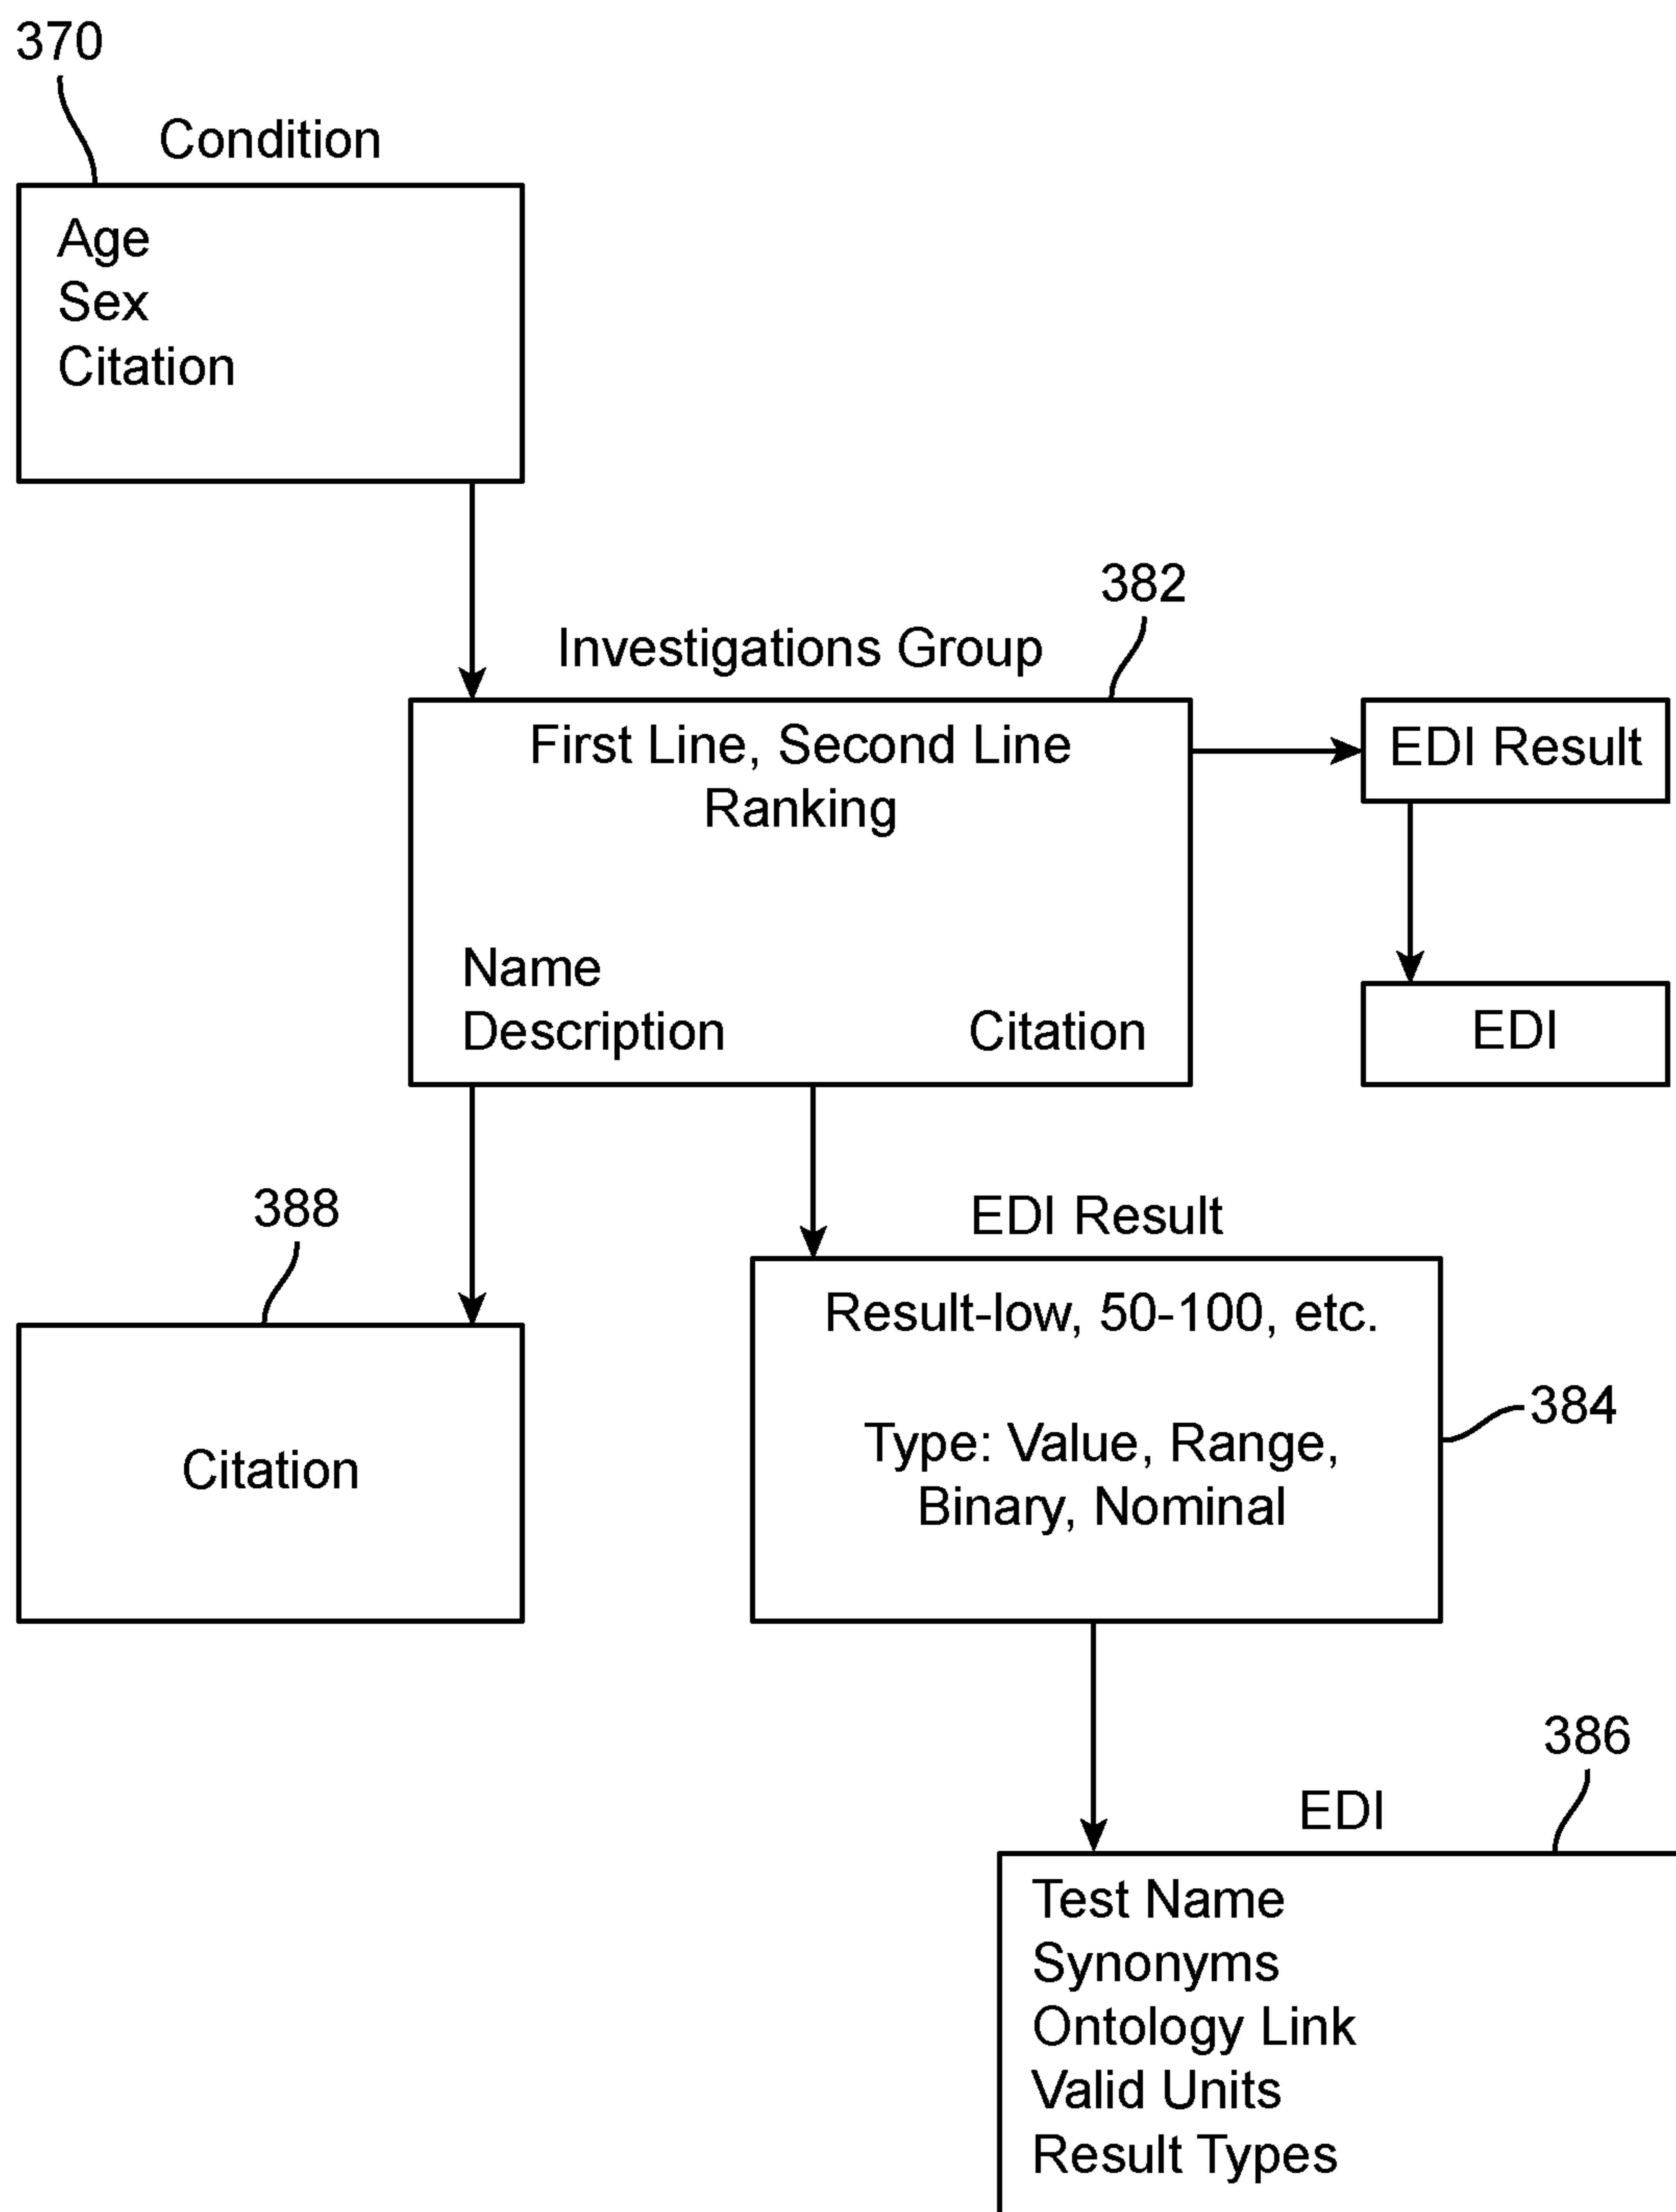 370
Condition
Age
Sex
Citation
382
Investigations Group
First Line, Second Line
Ranking
Name
Description Citation
EDI Result
EDI
388
Citation
EDI Result
Result-low, 50-100, etc.
Type: Value, Range,
Binary, Nominal
384
386
EDI
Test Name
Synonyms
Ontology Link
Valid Units
Result Types